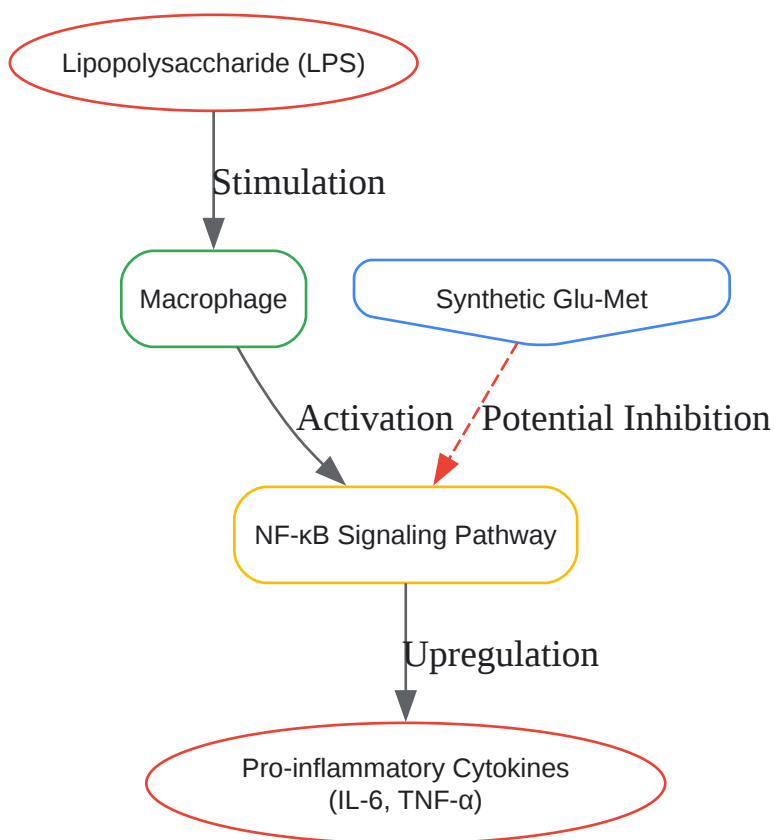 Lipopolysaccharide (LPS)
Stimulation
Macrophage
Synthetic Glu-Met
Activation
Potential Inhibition
NF-κB Signaling Pathway
Upregulation
Pro-inflammatory Cytokines
(IL-6, TNF-α)